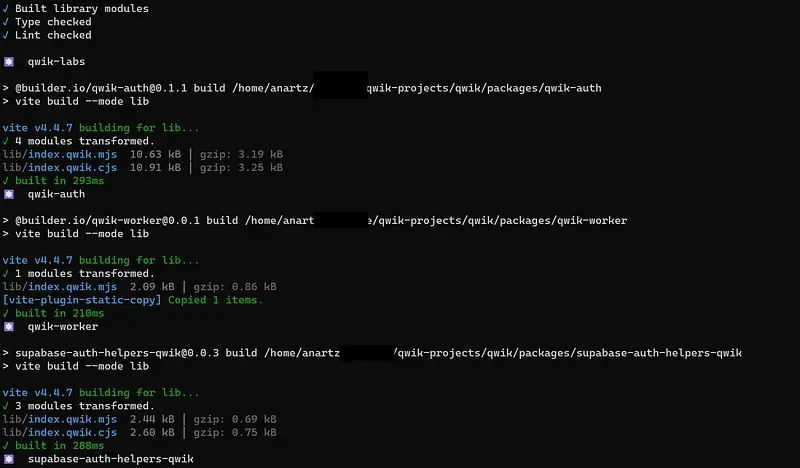 ✓ Built library modules
✓ Type checked
✓ Lint checked
qwik-labs
> @builder.io/qwik-auth@0.1.1 build /home/anartz/ qwik-projects/qwik/packages/qwik-auth
> vite build --mode lib
vite v4.4.7 building for lib...
✓ 4 modules transformed.
lib/index.qwik.mjs  10.63 kB │ gzip: 3.19 kB
lib/index.qwik.cjs  10.91 kB │ gzip: 3.25 kB
✓ built in 293ms
qwik-auth
> @builder.io/qwik-worker@0.0.1 build /home/anart e/qwik-projects/qwik/packages/qwik-worker
> vite build --mode lib
vite v4.4.7 building for lib...
✓ 1 modules transformed.
lib/index.qwik.mjs  2.09 kB │ gzip: 0.86 kB
[vite-plugin-static-copy] Copied 1 items.
✓ built in 210ms
qwik-worker
> supabase-auth-helpers-qwik@0.0.3 build /home/anartz /qwik-projects/qwik/packages/supabase-auth-helpers-qwik
> vite build --mode lib
vite v4.4.7 building for lib...
✓ 3 modules transformed.
lib/index.qwik.mjs  2.44 kB │ gzip: 0.69 kB
lib/index.qwik.cjs  2.60 kB │ gzip: 0.75 kB
✓ built in 288ms
supabase-auth-helpers-qwik